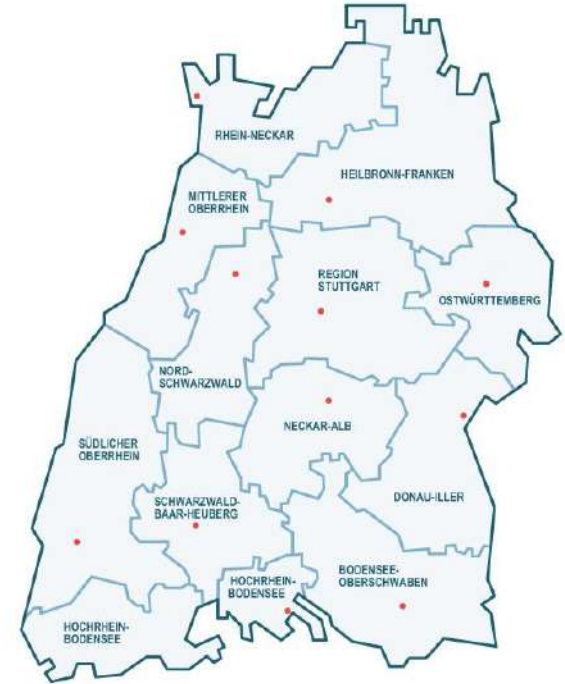 RHEIN-NECKAR
HEILBRONN-FRANKEN
MITTLERER
OBERRHEIN
REGION
STUTTGART
OSTWÜRTTEMBERG
NORD-
SCHWARZWALD
NECKAR-ALB
SÜDLICHER
OBERRHEIN
DONAU-ILLER
SCHWARZWALD-
BAAR-HEUBERG
BODENSEE-
OBERSCHWABEN
HOCHRHEIN-
BODENSEE
HOCHRHEIN-
BODENSEE